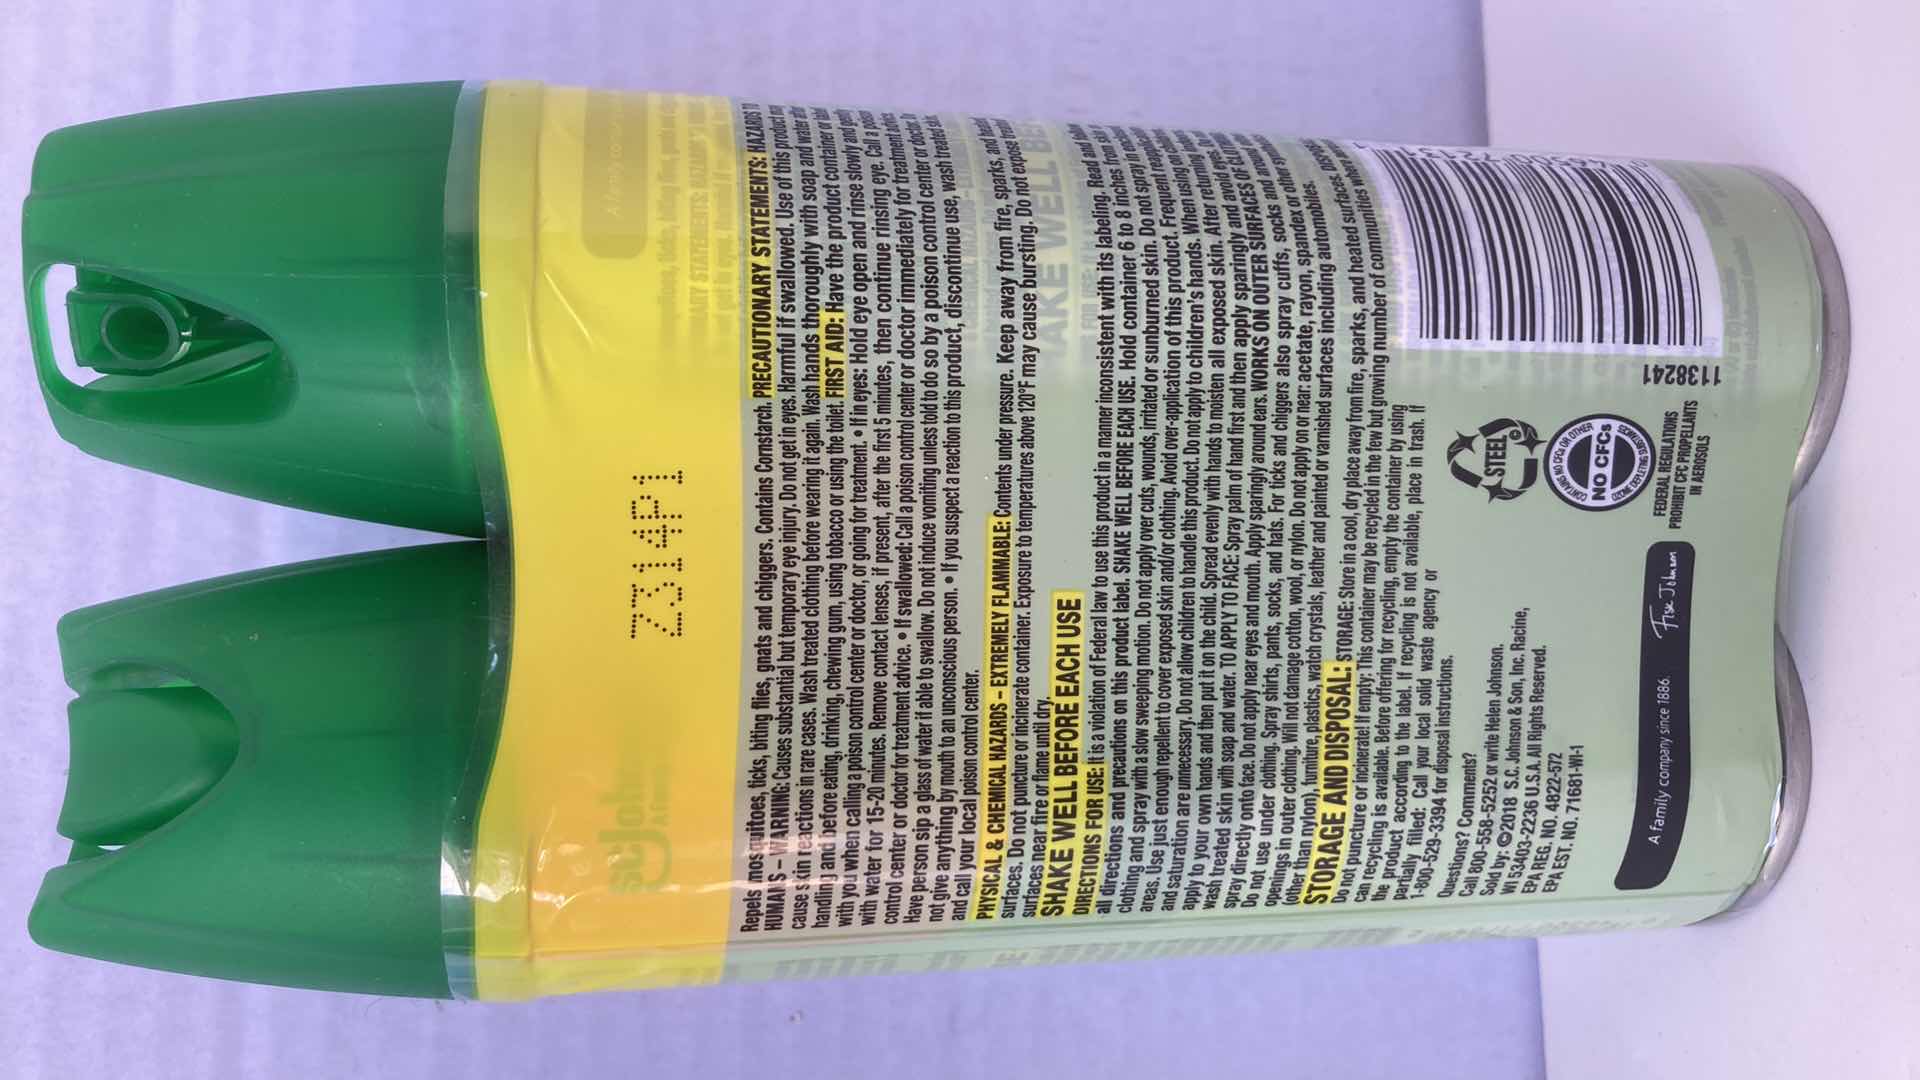 Z314P1
Repels mosquitoes, ticks, biting flies, gnats and chiggers. Contains Cornstarch. PRECAUTIONARY STATEMENTS: HAZARDS TO
HUMANS – WARNING: Causes substantial but temporary eye injury. Do not get in eyes. Harmful if swallowed. Use of this product may
cause skin reactions in rare cases. Wash treated clothing before wearing it again. Wash hands thoroughly with soap and water after
handling and before eating, drinking, chewing gum, using tobacco or using the toilet. FIRST AID: Have the product container or label
with you when calling a poison control center or doctor, or going for treatment. • If in eyes: Hold eye open and rinse slowly and gently
with water for 15-20 minutes. Remove contact lenses, if present, after the first 5 minutes, then continue rinsing eye. Call a poison
control center or doctor for treatment advice. • If swallowed: Call a poison control center or doctor immediately for treatment advice.
Have person sip a glass of water if able to swallow. Do not induce vomiting unless told to do so by a poison control center or doctor. Do
not give anything by mouth to an unconscious person. • If you suspect a reaction to this product, discontinue use, wash treated skin,
and call your local poison control center.
PHYSICAL & CHEMICAL HAZARDS – EXTREMELY FLAMMABLE: Contents under pressure. Keep away from fire, sparks, and heated
surfaces. Do not puncture or incinerate container. Exposure to temperatures above 120°F may cause bursting. Do not expose treated
surfaces near fire or flame until dry.
SHAKE WELL BEFORE EACH USE
DIRECTIONS FOR USE: It is a violation of Federal law to use this product in a manner inconsistent with its labeling. Read and follow
all directions and precautions on this product label. SHAKE WELL BEFORE EACH USE. Hold container 6 to 8 inches from skin or
clothing and spray with a slow sweeping motion. Do not apply over cuts, wounds, irritated or sunburned skin. Do not spray in enclosed
areas. Use just enough repellent to cover exposed skin and/or clothing. Avoid over-application of this product. Frequent reapplication
and saturation are unnecessary. Do not allow children to handle this product. Do not apply to children's hands. When using on children,
apply to your own hands and then put it on the child. Spread evenly with hands to moisten all exposed skin. After returning indoors,
wash treated skin with soap and water. TO APPLY TO FACE: Spray palm of hand first and then apply sparingly and avoid eyes. Do not
spray directly onto face. Do not apply near eyes and mouth. Apply sparingly around ears. WORKS ON OUTER SURFACES OF CLOTHING:
Do not use under clothing. Spray shirts, pants, socks, and hats. For ticks and chiggers also spray cuffs, socks and around
openings in outer clothing. Will not damage cotton, wool, or nylon. Do not apply on or near: acetate, rayon, spandex or other synthetic
(other than nylon), furniture, plastics, watch crystals, leather and painted or varnished surfaces including automobiles.
STORAGE AND DISPOSAL: STORAGE: Store in a cool, dry place away from fire, sparks, and heated surfaces. DISPOSAL:
Do not puncture or incinerate! If empty: This container may be recycled in the few but growing number of communities where
can recycling is available. Before offering for recycling, empty the container by using
the product according to the label. If recycling is not available, place in trash. If
partially filled: Call your local solid waste agency or
1-800-529-3394 for disposal instructions.
Questions? Comments?
Call 800-558-5252 or write Helen Johnson.
Sold by: ©2018 S.C. Johnson & Son, Inc. Racine,
WI 53403-2236 U.S.A. All Rights Reserved.
EPA REG. NO. 4822-572
EPA EST. NO. 71681-WI-1
STEEL
CONTAINS NO CFCs OR OTHER
NO CFCs
OZONE DEPLETING SUBSTANCES
FEDERAL REGULATIONS
PROHIBIT CFC PROPELLANTS
IN AEROSOLS
1138241
A family company since 1886. Fisk Johnson